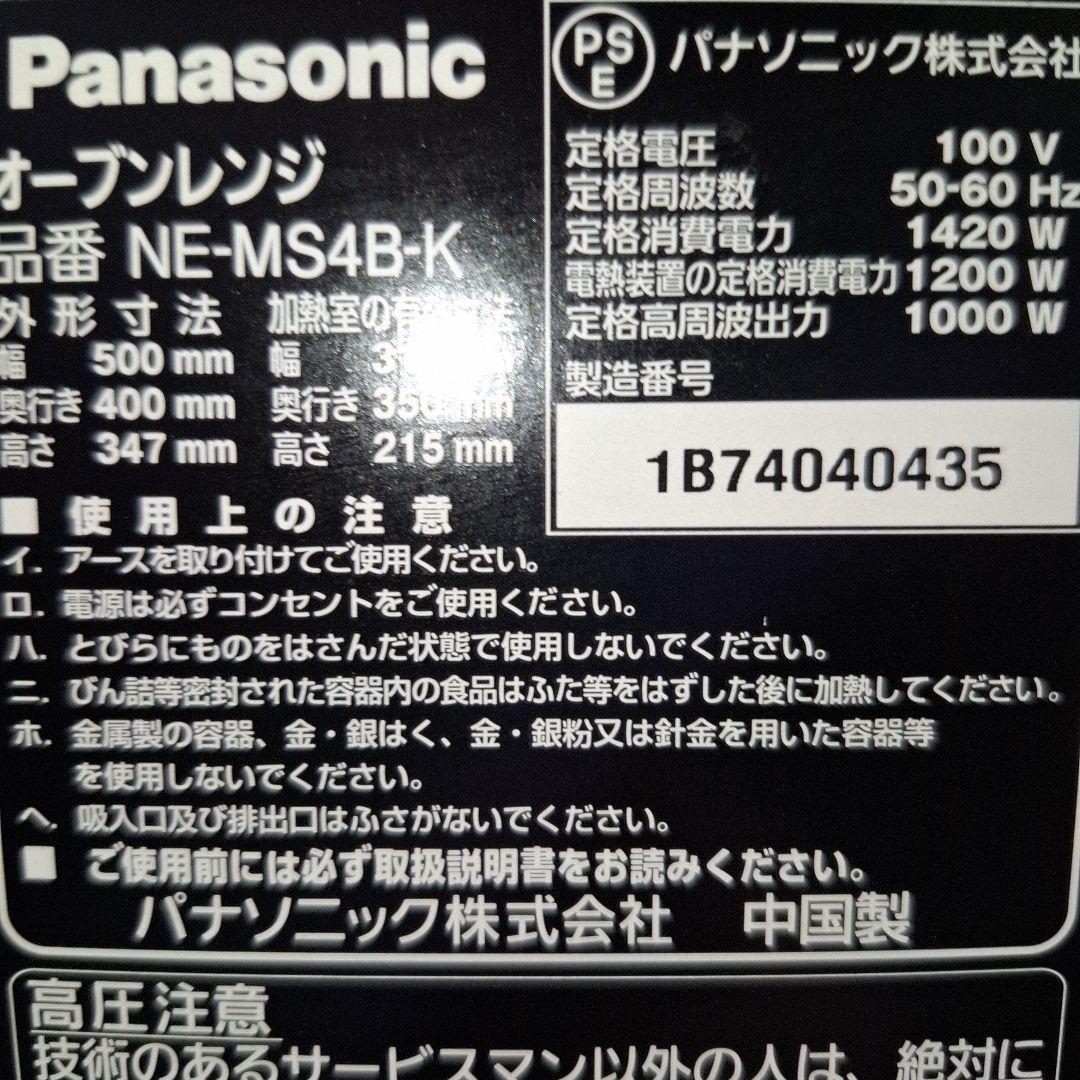 Panasonic
オーブンレンジ
品番 NE-MS4B-K
外形寸法 加熱室の有
幅 500 mm 幅
奥行き 400 mm 奥行き 350 mm
高さ 347 mm 高さ 215 mm
PSE パナソニック株式会社
定格電圧 100 V
定格周波数 50-60 Hz
定格消費電力 1420 W
電熱装置の定格消費電力 1200 W
定格高周波出力 1000 W
製造番号
1B74040435
■ 使用上の注意
イ. アースを取り付けてご使用ください。
ロ. 電源は必ずコンセントをご使用ください。
ハ. とびらにものをはさんだ状態で使用しないでください。
ニ. びん詰等密封された容器内の食品はふた等をはずした後に加熱してください。
ホ. 金属製の容器、金・銀はく、金・銀粉又は針金を用いた容器等
を使用しないでください。
ヘ. 吸入口及び排出口はふさがないでください。
■ ご使用前には必ず取扱説明書をお読みください。
パナソニック株式会社 中国製
高圧注意
技術のあるサービスマン以外の人は、絶対に